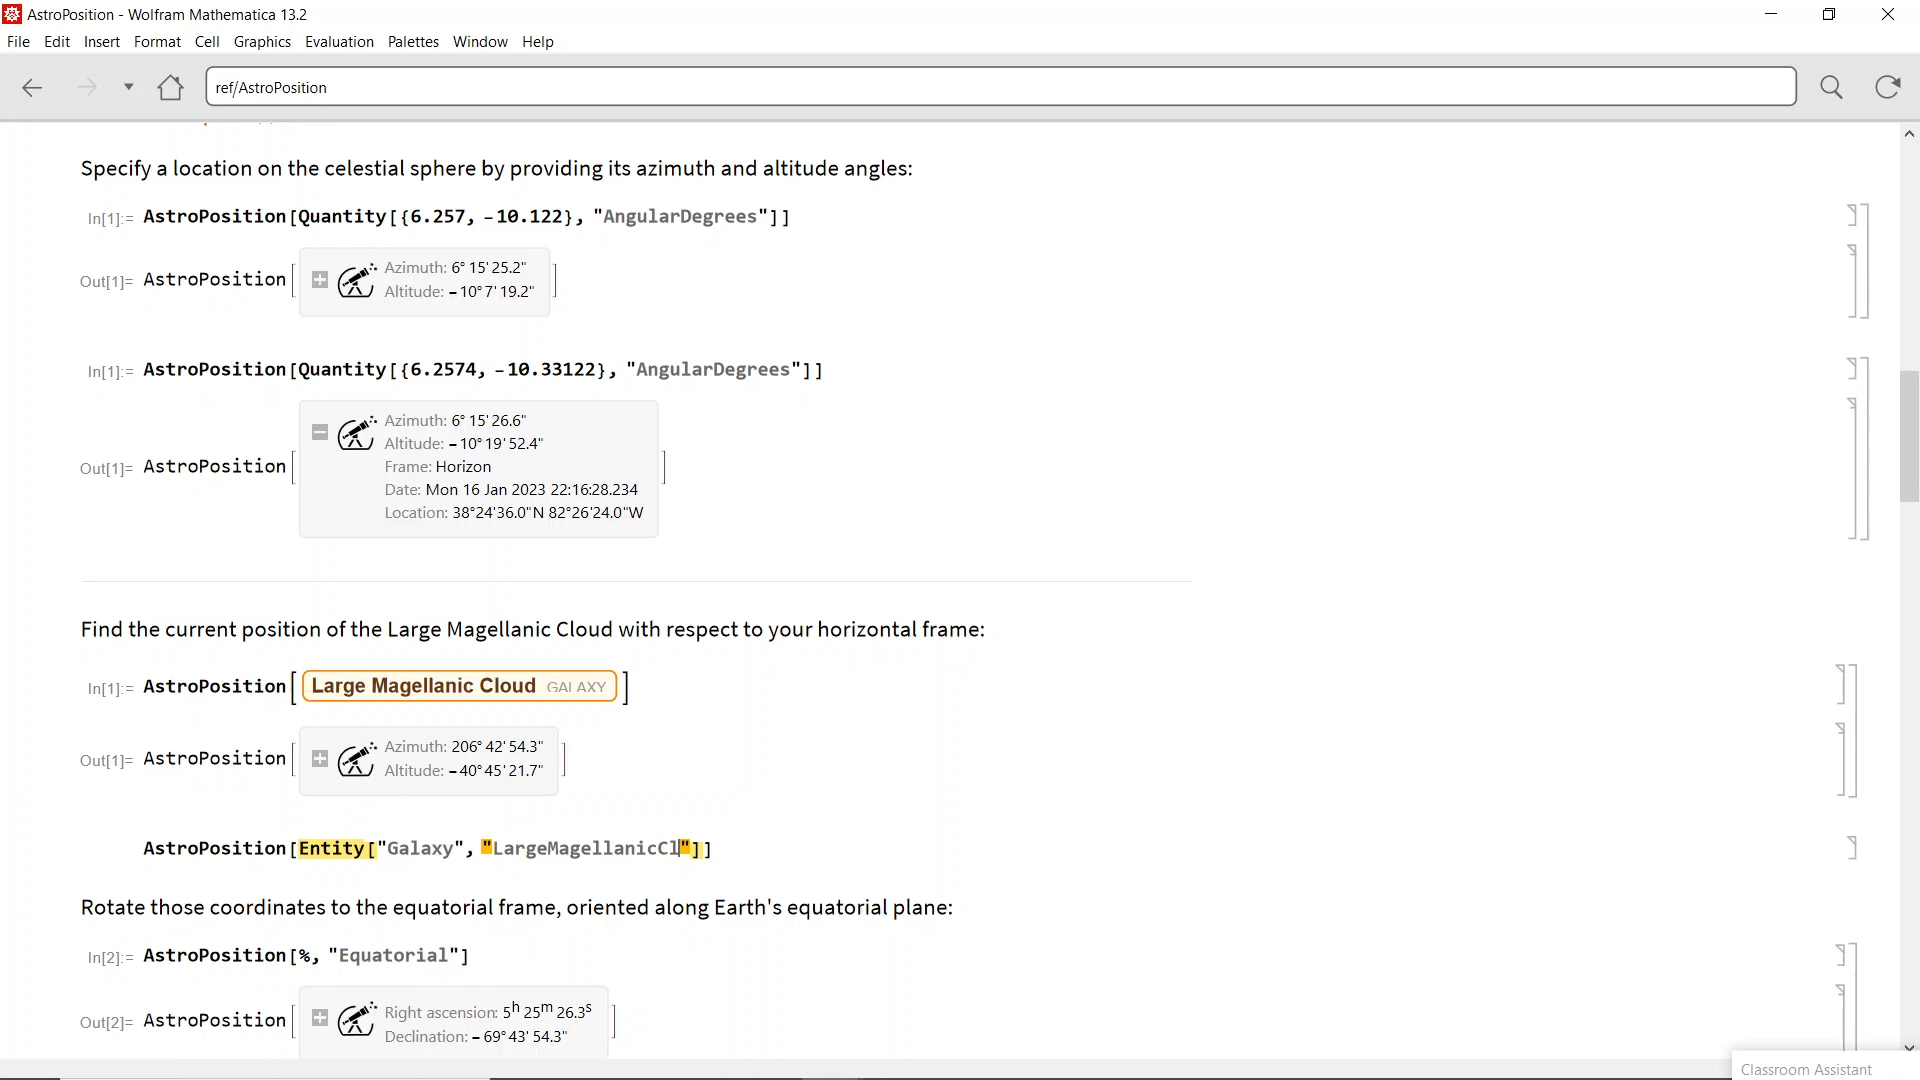 AstroPosition - Wolfram Mathematica 13.2
File Edit Insert Format Cell Graphics Evaluation Palettes Window Help
ref/AstroPosition
Specify a location on the celestial sphere by providing its azimuth and altitude angles:
In[1]:= AstroPosition[Quantity[{6.257, -10.122}, "AngularDegrees"]]
Out[1]= AstroPosition[
Azimuth: 6° 15' 25.2"
Altitude: -10° 7' 19.2"
]
In[1]:= AstroPosition[Quantity[{6.2574, -10.33122}, "AngularDegrees"]]
Out[1]= AstroPosition[
Azimuth: 6° 15' 26.6"
Altitude: -10° 19' 52.4"
Frame: Horizon
Date: Mon 16 Jan 2023 22:16:28.234
Location: 38°24'36.0"N 82°26'24.0"W
]
Find the current position of the Large Magellanic Cloud with respect to your horizontal frame:
In[1]:= AstroPosition[ Large Magellanic Cloud GALAXY ]
Out[1]= AstroPosition[
Azimuth: 206° 42' 54.3"
Altitude: -40° 45' 21.7"
]
AstroPosition[Entity["Galaxy", "LargeMagellanicCl"]]
Rotate those coordinates to the equatorial frame, oriented along Earth's equatorial plane:
In[2]:= AstroPosition[%, "Equatorial"]
Out[2]= AstroPosition[
Right ascension: 5h 25m 26.3s
Declination: -69° 43' 54.3"
]
Classroom Assistant